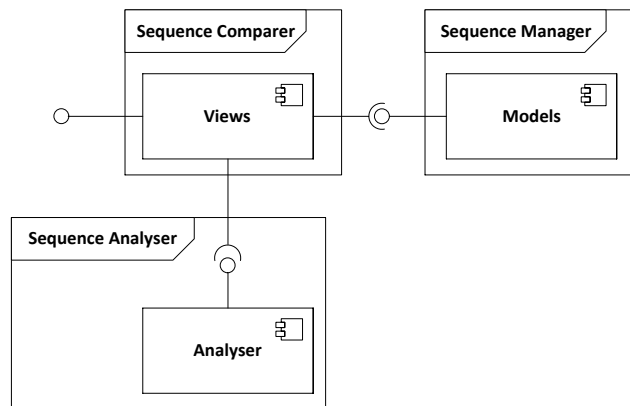 Sequence Comparer
Sequence Manager
Views
Models
Sequence Analyser
Analyser